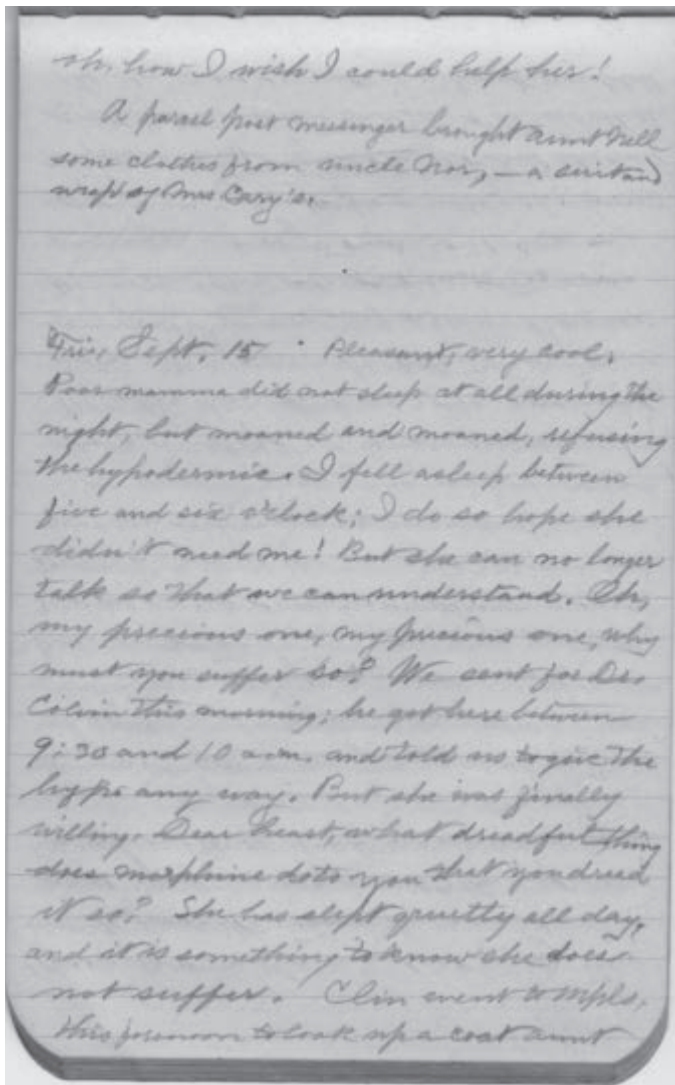 oh, how I wish I could help her!
A parcel post messenger brought aunt Nell
some clothes from uncle Nor, — a suit and
wrap of Mrs Cary's.
Fri., Sept. 15 Pleasant, very cool.
Poor mamma did not sleep at all during the
night, but moaned and moaned, refusing
the hypodermic. I fell asleep between
five and six o'clock; I do so hope she
didn't need me! But she can no longer
talk so that we can understand. Oh,
my precious one, my precious one, why
must you suffer so? We sent for Dr.
Colvin this morning; he got here between
9:30 and 10 a.m. and told us to give the
hypo any way. But she was finally
willing. Dear heart, what dreadful thing
does morphine do to you that you dread
it so? She has slept quietly all day,
and it is something to know she does
not suffer. Clin went to Mpls.
this forenoon to look up a coat aunt